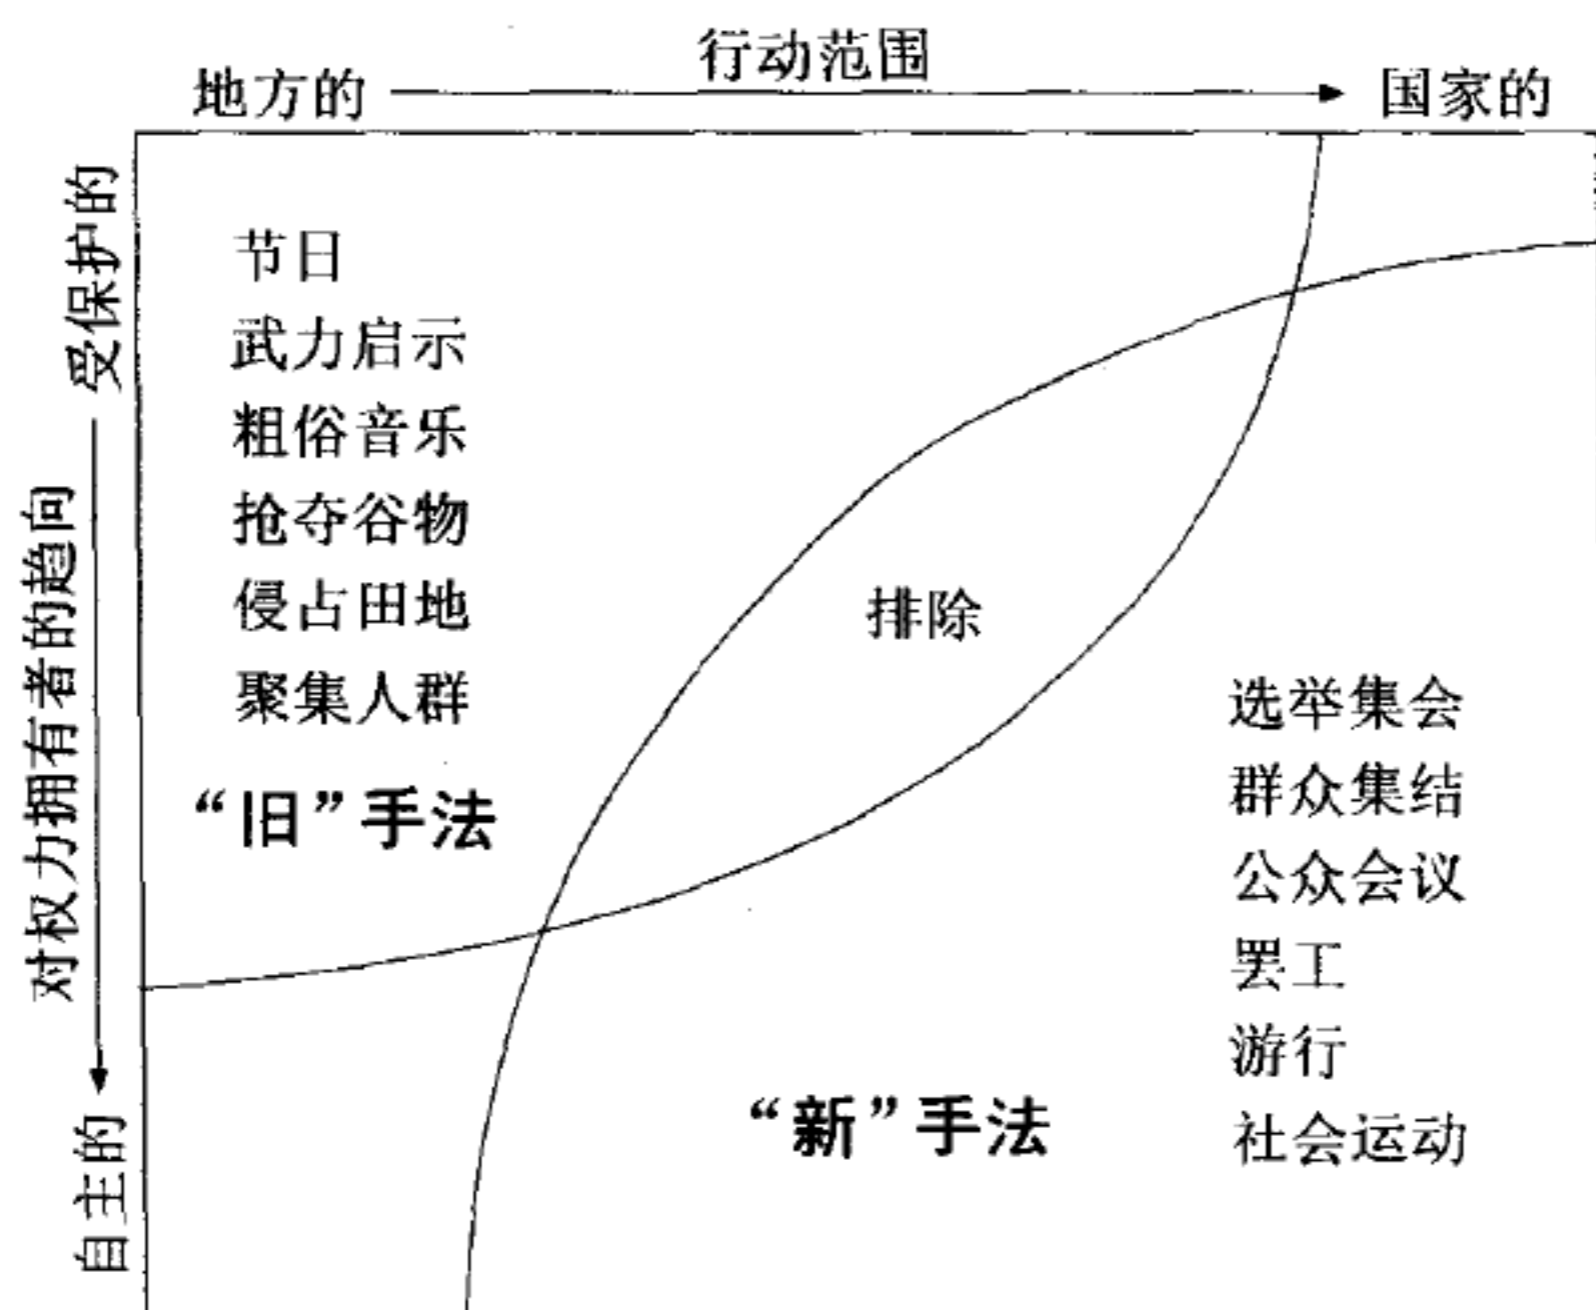 行动范围
地方的
国家的
受保护的
对权力拥有者的趋向
自主的
节日
武力启示
粗俗音乐
抢夺谷物
侵占田地
聚集人群
“旧”手法
排除
选举集会
群众集结
公众会议
罢工
游行
社会运动
“新”手法